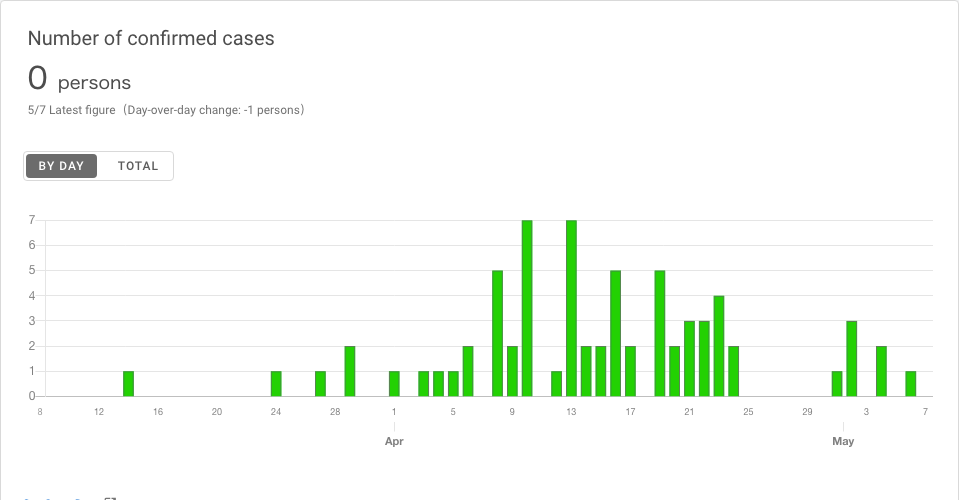 Number of confirmed cases
0 persons
5/7 Latest figure（Day-over-day change: -1 persons）
BY DAY TOTAL
7
6
5
4
3
2
1
0
8 12 16 20 24 28 1 5 9 13 17 21 25 29 3 7
Apr May